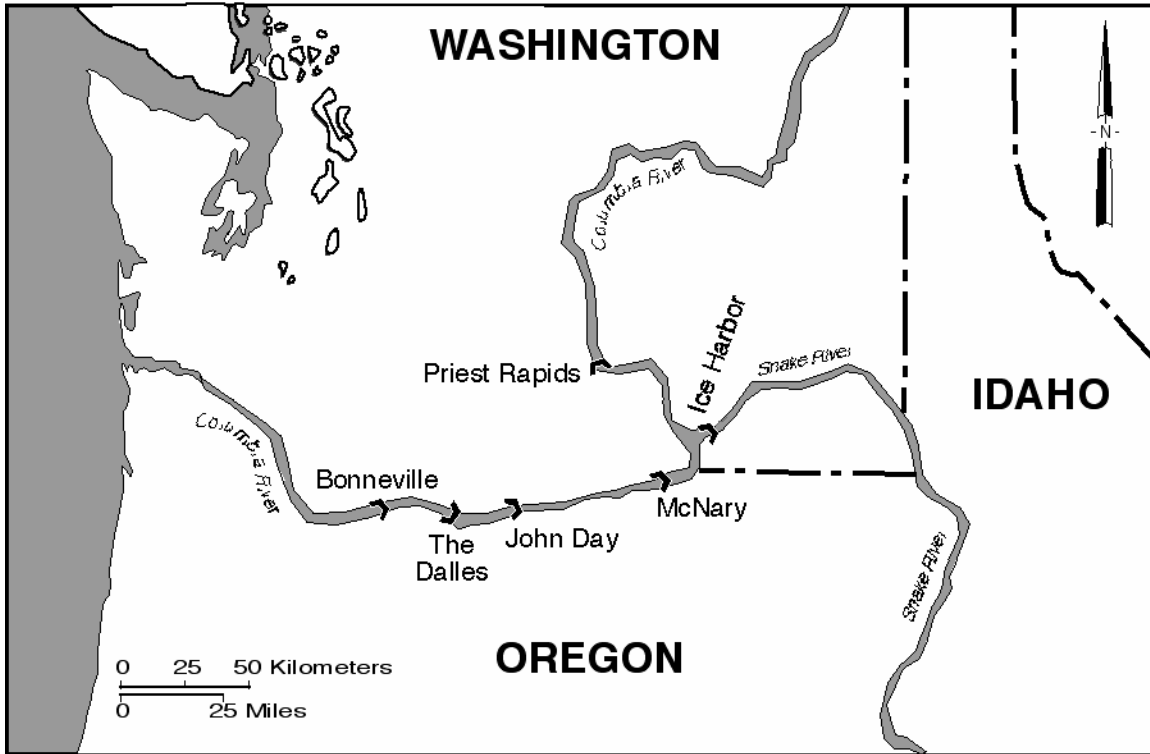 WASHINGTON
-N-
Columbia River
Ice Harbor
Snake River
Priest Rapids
IDAHO
Columbia River
Bonneville
McNary
The
Dalles
John Day
Snake River
OREGON
0 25 50 Kilometers
0 25 Miles